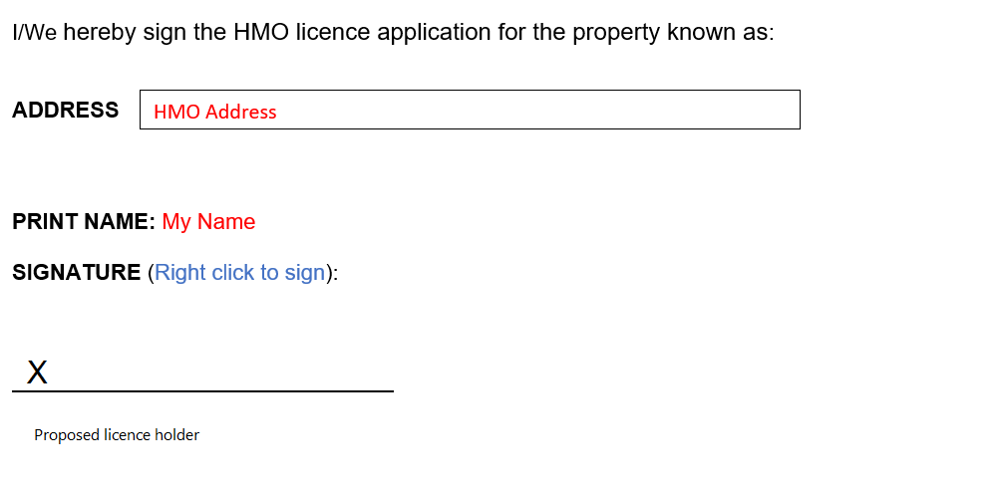 I/We hereby sign the HMO licence application for the property known as:
ADDRESS HMO Address
PRINT NAME: My Name
SIGNATURE (Right click to sign):
X
Proposed licence holder